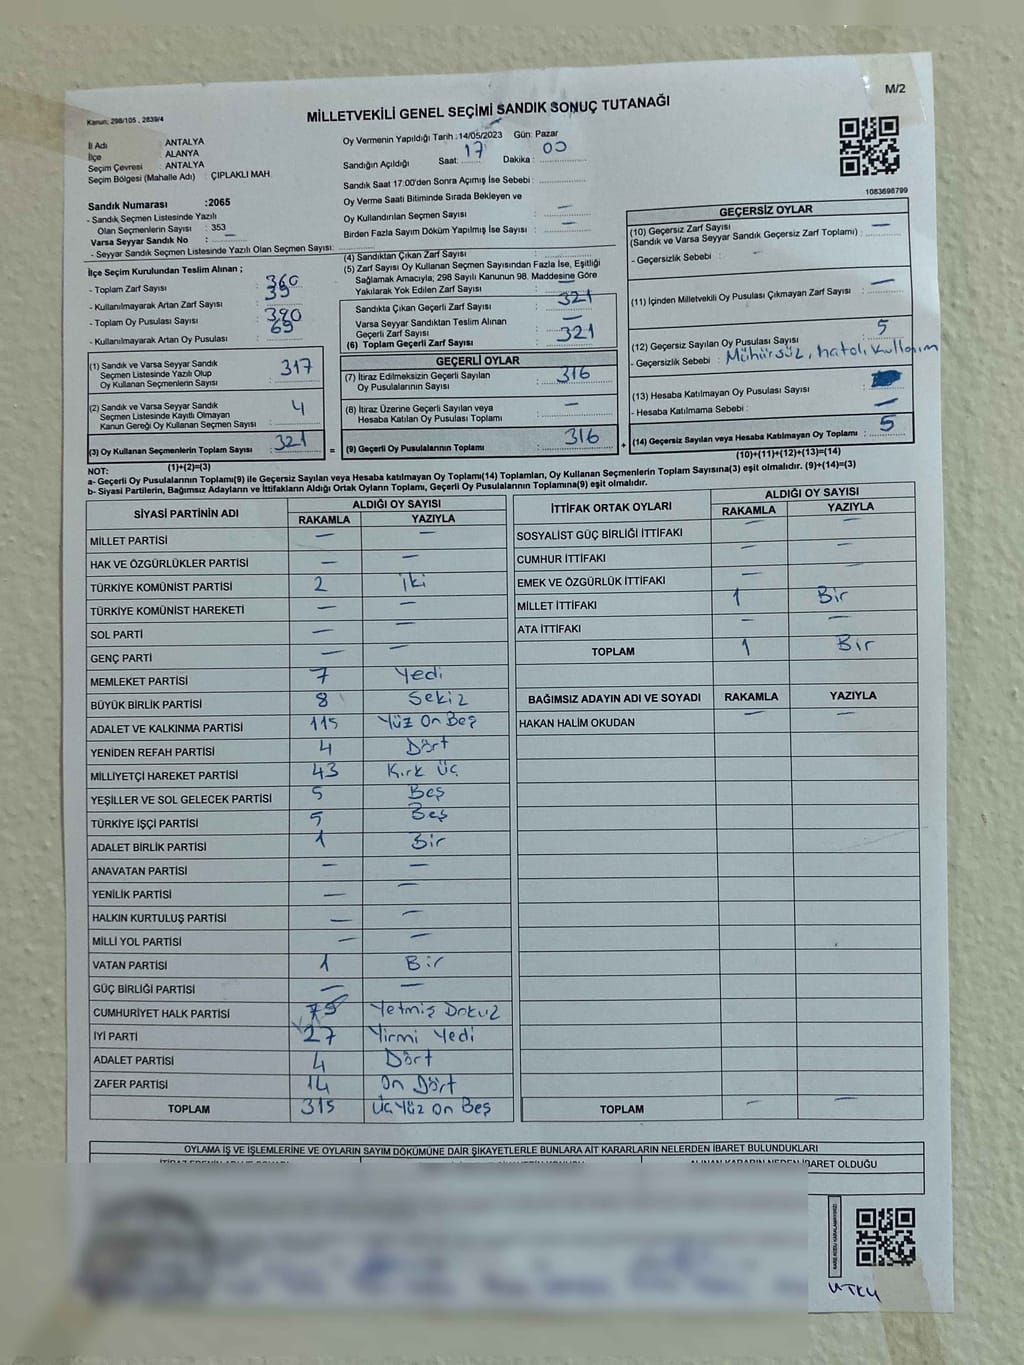 M/2
Kanun: 298/105 , 2839/4
MİLLETVEKİLİ GENEL SEÇİMİ SANDIK SONUÇ TUTANAĞI
İl Adı : ANTALYA
İlçe : ALANYA
Seçim Çevresi : ANTALYA
Seçim Bölgesi (Mahalle Adı) : ÇIPLAKLI MAH.
Sandık Numarası :2065
- Sandık Seçmen Listesinde Yazılı
Olan Seçmenlerin Sayısı : 353
Varsa Seyyar Sandık No : —
- Seyyar Sandık Seçmen Listesinde Yazılı Olan Seçmen Sayısı:
Oy Vermenin Yapıldığı Tarih :14/05/2023 Gün: Pazar
Sandığın Açıldığı Saat: 17 Dakika : 00
Sandık Saat 17:00'den Sonra Açımış İse Sebebi :
Oy Verme Saati Bitiminde Sırada Bekleyen ve
Oy Kullandırılan Seçmen Sayısı : —
Birden Fazla Sayım Döküm Yapılmış İse Sayısı : —
1083698799
İlçe Seçim Kurulundan Teslim Alınan ;
- Toplam Zarf Sayısı : 360
- Kullanılmayarak Artan Zarf Sayısı : 39
- Toplam Oy Pusulası Sayısı : 390
- Kullanılmayarak Artan Oy Pusulası : 69
(1) Sandık ve Varsa Seyyar Sandık
Seçmen Listesinde Yazılı Olup
Oy Kullanan Seçmenlerin Sayısı : 317
(2) Sandık ve Varsa Seyyar Sandık
Seçmen Listesinde Kayıtlı Olmayan
Kanun Gereği Oy Kullanan Seçmenlerin Sayısı : 4
(3) Oy Kullanan Seçmenlerin Toplam Sayısı : 321
(4) Sandıktan Çıkan Zarf Sayısı :
(5) Zarf Sayısı Oy Kullanan Seçmen Sayısından Fazla İse, Eşitliği
Sağlamak Amacıyla; 298 Sayılı Kanunun 98. Maddesine Göre
Yakılarak Yok Edilen Zarf Sayısı : —
Sandıkta Çıkan Geçerli Zarf Sayısı : 321
Varsa Seyyar Sandıktan Teslim Alınan
Geçerli Zarf Sayısı : —
(6) Toplam Geçerli Zarf Sayısı : 321
GEÇERLİ OYLAR
(7) İtiraz Edilmeksizin Geçerli Sayılan
Oy Pusulalarının Sayısı : 316
(8) İtiraz Üzerine Geçerli Sayılan veya
Hesaba Katılan Oy Pusulası Toplamı : —
= (9) Geçerli Oy Pusulalarının Toplamı : 316 +
GEÇERSİZ OYLAR
(10) Geçersiz Zarf Sayısı
(Sandık ve Varsa Seyyar Sandık Geçersiz Zarf Toplamı) : —
- Geçersizlik Sebebi :
(11) İçinden Milletvekili Oy Pusulası Çıkmayan Zarf Sayısı : —
(12) Geçersiz Sayılan Oy Pusulası Sayısı : 5
- Geçersizlik Sebebi : Mühürsüz, hatalı kullanım
(13) Hesaba Katılmayan Oy Pusulası Sayısı :
- Hesaba Katılmama Sebebi : —
(14) Geçersiz Sayılan veya Hesaba Katılmayan Oy Toplamı : 5
(1)+(2)=(3)
(10)+(11)+(12)+(13)=(14)
NOT:
a- Geçerli Oy Pusulalarının Toplamı(9) ile Geçersiz Sayılan veya Hesaba katılmayan Oy Toplamı(14) Toplamları, Oy Kullanan Seçmenlerin Toplam Sayısına(3) eşit olmalıdır. (9)+(14)=(3)
b- Siyasi Partilerin, Bağımsız Adayların ve İttifakların Aldığı Ortak Oyların Toplamı, Geçerli Oy Pusulalarının Toplamına(9) eşit olmalıdır.
SİYASİ PARTİNİN ADI ALDIĞI OY SAYISI
RAKAMLA YAZIYLA
MİLLET PARTİSİ — —
HAK VE ÖZGÜRLÜKLER PARTİSİ — —
TÜRKİYE KOMÜNİST PARTİSİ 2 iki
TÜRKİYE KOMÜNİST HAREKETİ — —
SOL PARTİ — —
GENÇ PARTİ — —
MEMLEKET PARTİSİ 7 Yedi
BÜYÜK BİRLİK PARTİSİ 8 Sekiz
ADALET VE KALKINMA PARTİSİ 115 Yüz On Beş
YENİDEN REFAH PARTİSİ 4 Dört
MİLLİYETÇİ HAREKET PARTİSİ 43 Kırk Üç
YEŞİLLER VE SOL GELECEK PARTİSİ 5 Beş
TÜRKİYE İŞÇİ PARTİSİ 5 Beş
ADALET BİRLİK PARTİSİ 1 Bir
ANAVATAN PARTİSİ — —
YENİLİK PARTİSİ — —
HALKIN KURTULUŞ PARTİSİ — —
MİLLİ YOL PARTİSİ — —
VATAN PARTİSİ 1 Bir
GÜÇ BİRLİĞİ PARTİSİ — —
CUMHURİYET HALK PARTİSİ 79 Yetmiş Dokuz
İYİ PARTİ 27 Yirmi Yedi
ADALET PARTİSİ 4 Dört
ZAFER PARTİSİ 14 On Dört
TOPLAM 315 Üç Yüz On Beş
İTTİFAK ORTAK OYLARI ALDIĞI OY SAYISI
RAKAMLA YAZIYLA
SOSYALİST GÜÇ BİRLİĞİ İTTİFAKI — —
CUMHUR İTTİFAKI — —
EMEK VE ÖZGÜRLÜK İTTİFAKI — —
MİLLET İTTİFAKI 1 Bir
ATA İTTİFAKI — —
TOPLAM 1 Bir
BAĞIMSIZ ADAYIN ADI VE SOYADI RAKAMLA YAZIYLA
HAKAN HALİM OKUDAN — —
TOPLAM — —
OYLAMA İŞ VE İŞLEMLERİNE VE OYLARIN SAYIM DÖKÜMÜNE DAİR ŞİKAYETLERLE BUNLARA AİT KARARLARIN NELERDEN İBARET BULUNDUKLARI
ALINAN KARARIN NEDEN İBARET OLDUĞU
UTKU